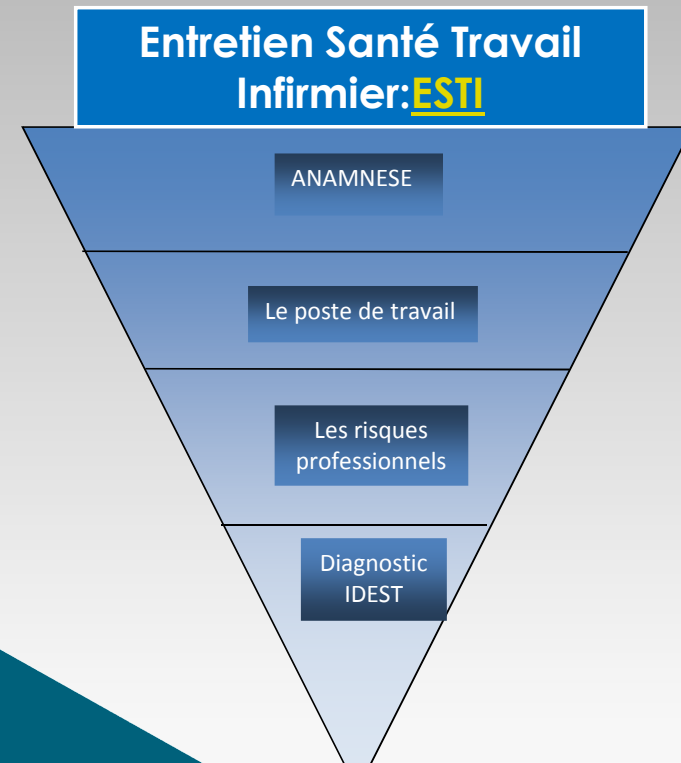 Entretien Santé Travail
Infirmier:ESTI
ANAMNESE
Le poste de travail
Les risques
professionnels
Diagnostic
IDEST